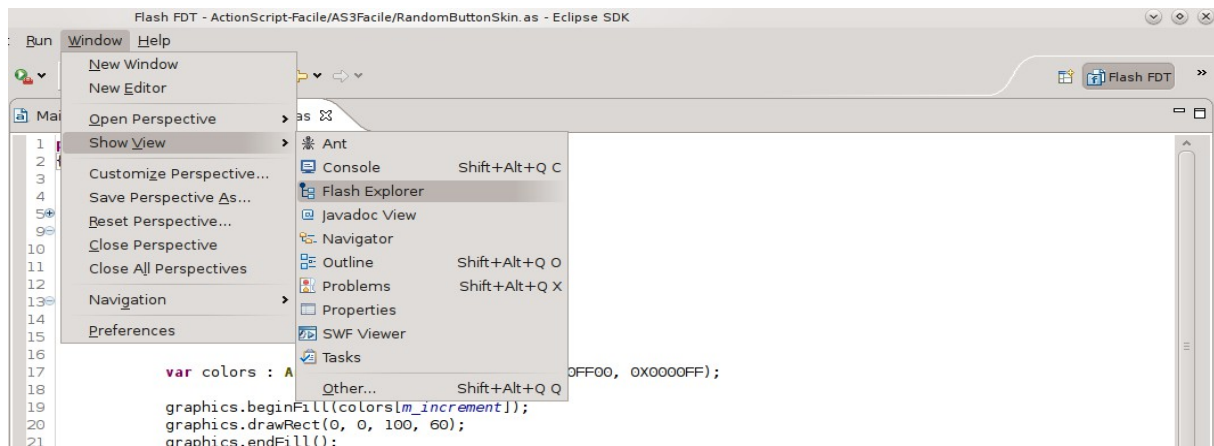 Flash FDT - ActionScript-Facile/AS3Facile/RandomButtonSkin.as - Eclipse SDK
Run Window Help
New Window
New Editor
Open Perspective
Show View
Customize Perspective...
Save Perspective As...
Reset Perspective...
Close Perspective
Close All Perspectives
Navigation
Preferences
Flash FDT »
Mai
as
Ant
Console Shift+Alt+Q C
Flash Explorer
Javadoc View
Navigator
Outline Shift+Alt+Q O
Problems Shift+Alt+Q X
Properties
SWF Viewer
Tasks
Other... Shift+Alt+Q Q
1 p
2 {
3
4
5
9
10
11
12
13
14
15
16
17 var colors : A 0FF00, 0X0000FF);
18
19 graphics.beginFill(colors[m_increment]);
20 graphics.drawRect(0, 0, 100, 60);
21 graphics.endFill();